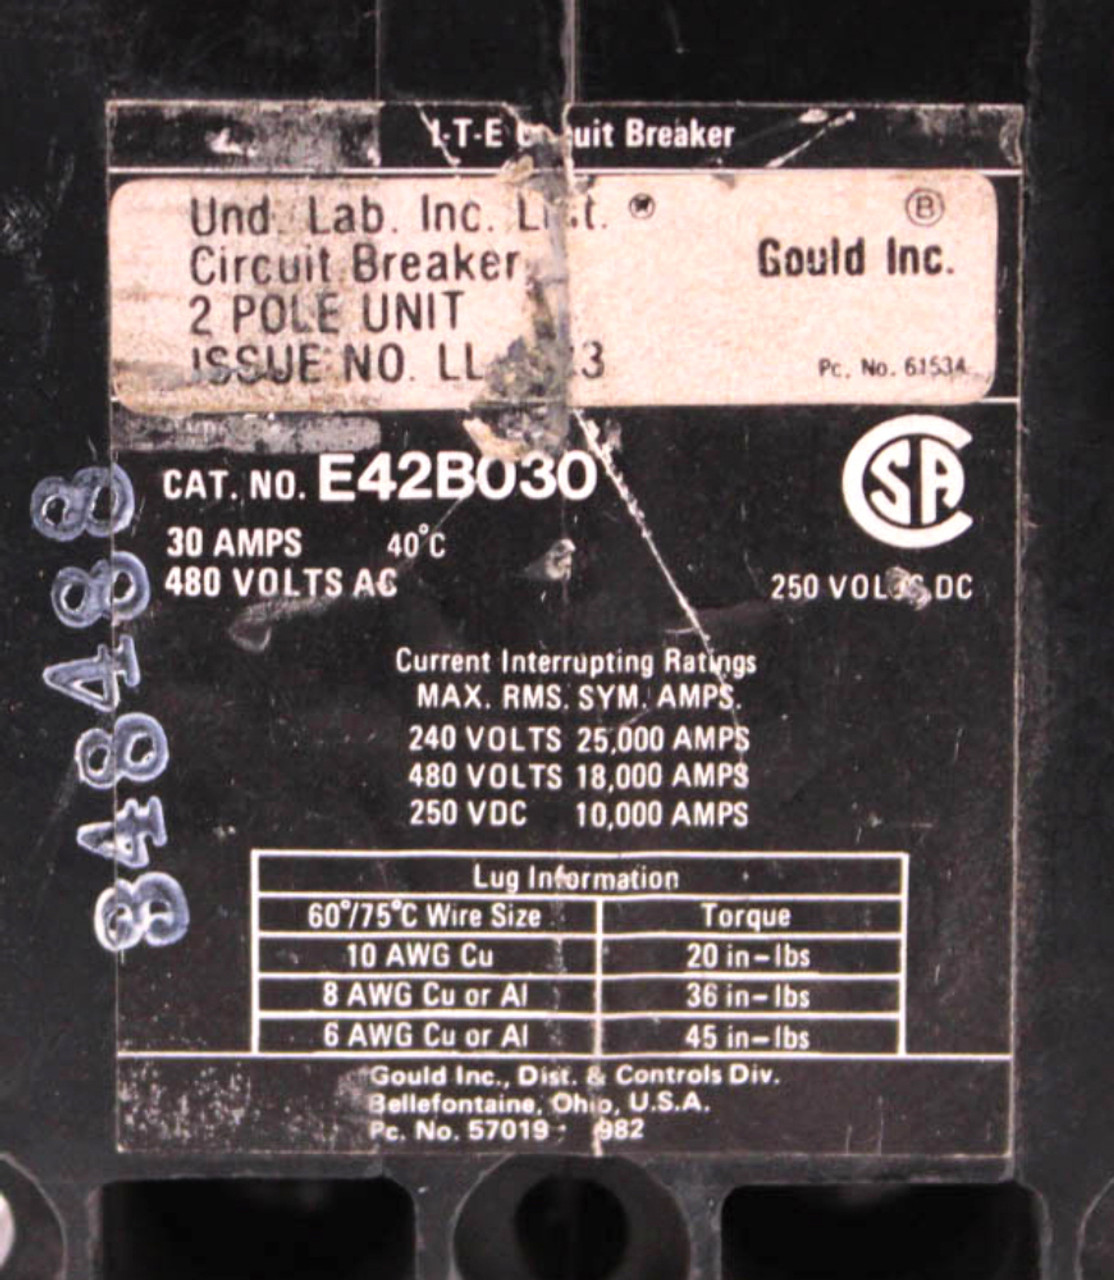 I-T-E Circuit Breaker
Und. Lab. Inc. List.
Circuit Breaker
2 POLE UNIT
ISSUE NO. LL
B
Gould Inc.
Pc. No. 61534
CAT. NO. E42B030
CSA
30 AMPS 40°C
480 VOLTS AC
250 VOLTS DC
Current Interrupting Ratings
MAX. RMS. SYM. AMPS.
240 VOLTS 25,000 AMPS
480 VOLTS 18,000 AMPS
250 VDC 10,000 AMPS
Lug Information
60°/75°C Wire Size Torque
10 AWG Cu 20 in-lbs
8 AWG Cu or Al 36 in-lbs
6 AWG Cu or Al 45 in-lbs
Gould Inc., Dist. & Controls Div.
Bellefontaine, Ohio, U.S.A.
Pc. No. 57019 982